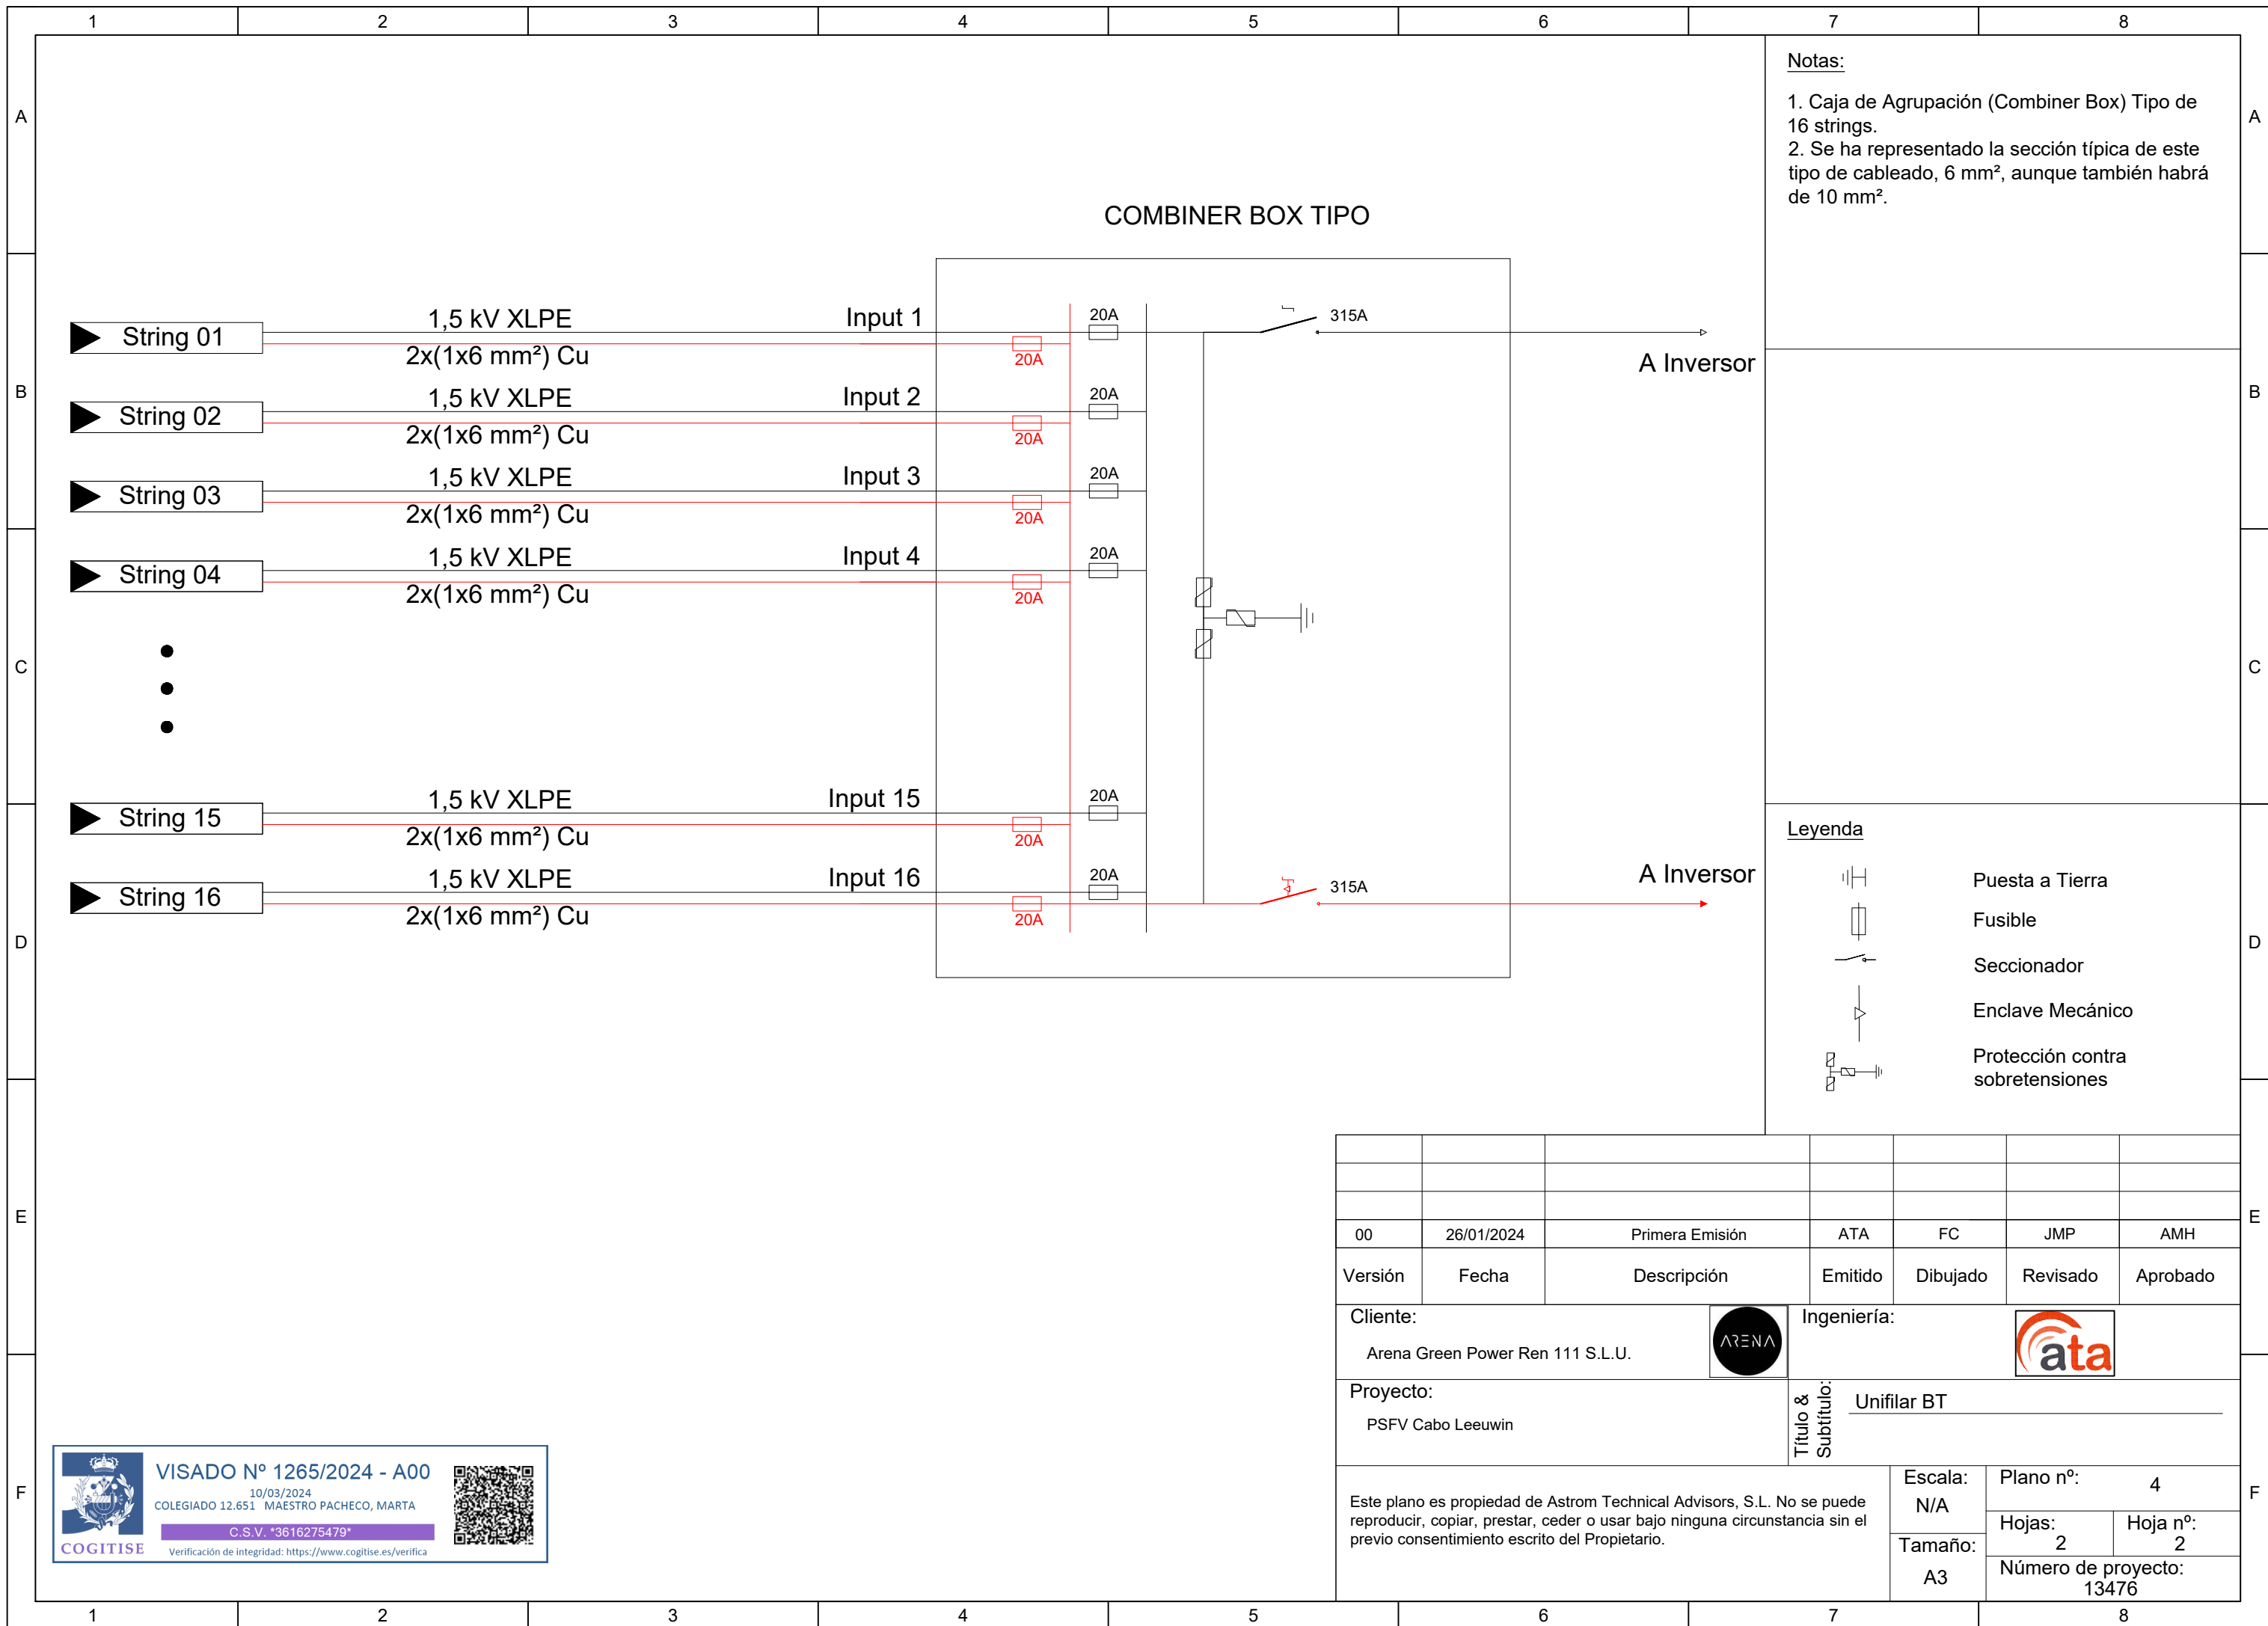 1 2 3 4 5 6 7 8
A A
B B
C C
D D
E E
F F
Notas:
1. Caja de Agrupación (Combiner Box) Tipo de
16 strings.
2. Se ha representado la sección típica de este
tipo de cableado, 6 mm², aunque también habrá
de 10 mm².
COMBINER BOX TIPO
String 01
1,5 kV XLPE
2x(1x6 mm²) Cu
Input 1
20A
20A
315A
A Inversor
String 02
1,5 kV XLPE
2x(1x6 mm²) Cu
Input 2
20A
20A
String 03
1,5 kV XLPE
2x(1x6 mm²) Cu
Input 3
20A
20A
String 04
1,5 kV XLPE
2x(1x6 mm²) Cu
Input 4
20A
20A
String 15
1,5 kV XLPE
2x(1x6 mm²) Cu
Input 15
20A
20A
String 16
1,5 kV XLPE
2x(1x6 mm²) Cu
Input 16
20A
20A
315A
A Inversor
Leyenda
Puesta a Tierra
Fusible
Seccionador
Enclave Mecánico
Protección contra
sobretensiones
00 26/01/2024 Primera Emisión ATA FC JMP AMH
Versión Fecha Descripción Emitido Dibujado Revisado Aprobado
Cliente:
Arena Green Power Ren 111 S.L.U.
ARENA
Ingeniería:
ata
Proyecto:
PSFV Cabo Leeuwin
Título &
Subtítulo:
Unifilar BT
Este plano es propiedad de Astrom Technical Advisors, S.L. No se puede
reproducir, copiar, prestar, ceder o usar bajo ninguna circunstancia sin el
previo consentimiento escrito del Propietario.
Escala:
N/A
Tamaño:
A3
Plano nº:
4
Hojas:
2
Hoja nº:
2
Número de proyecto:
13476
COGITISE
VISADO Nº 1265/2024 - A00
10/03/2024
COLEGIADO 12.651 MAESTRO PACHECO, MARTA
C.S.V. *3616275479*
Verificación de integridad: https://www.cogitise.es/verifica
1 2 3 4 5 6 7 8